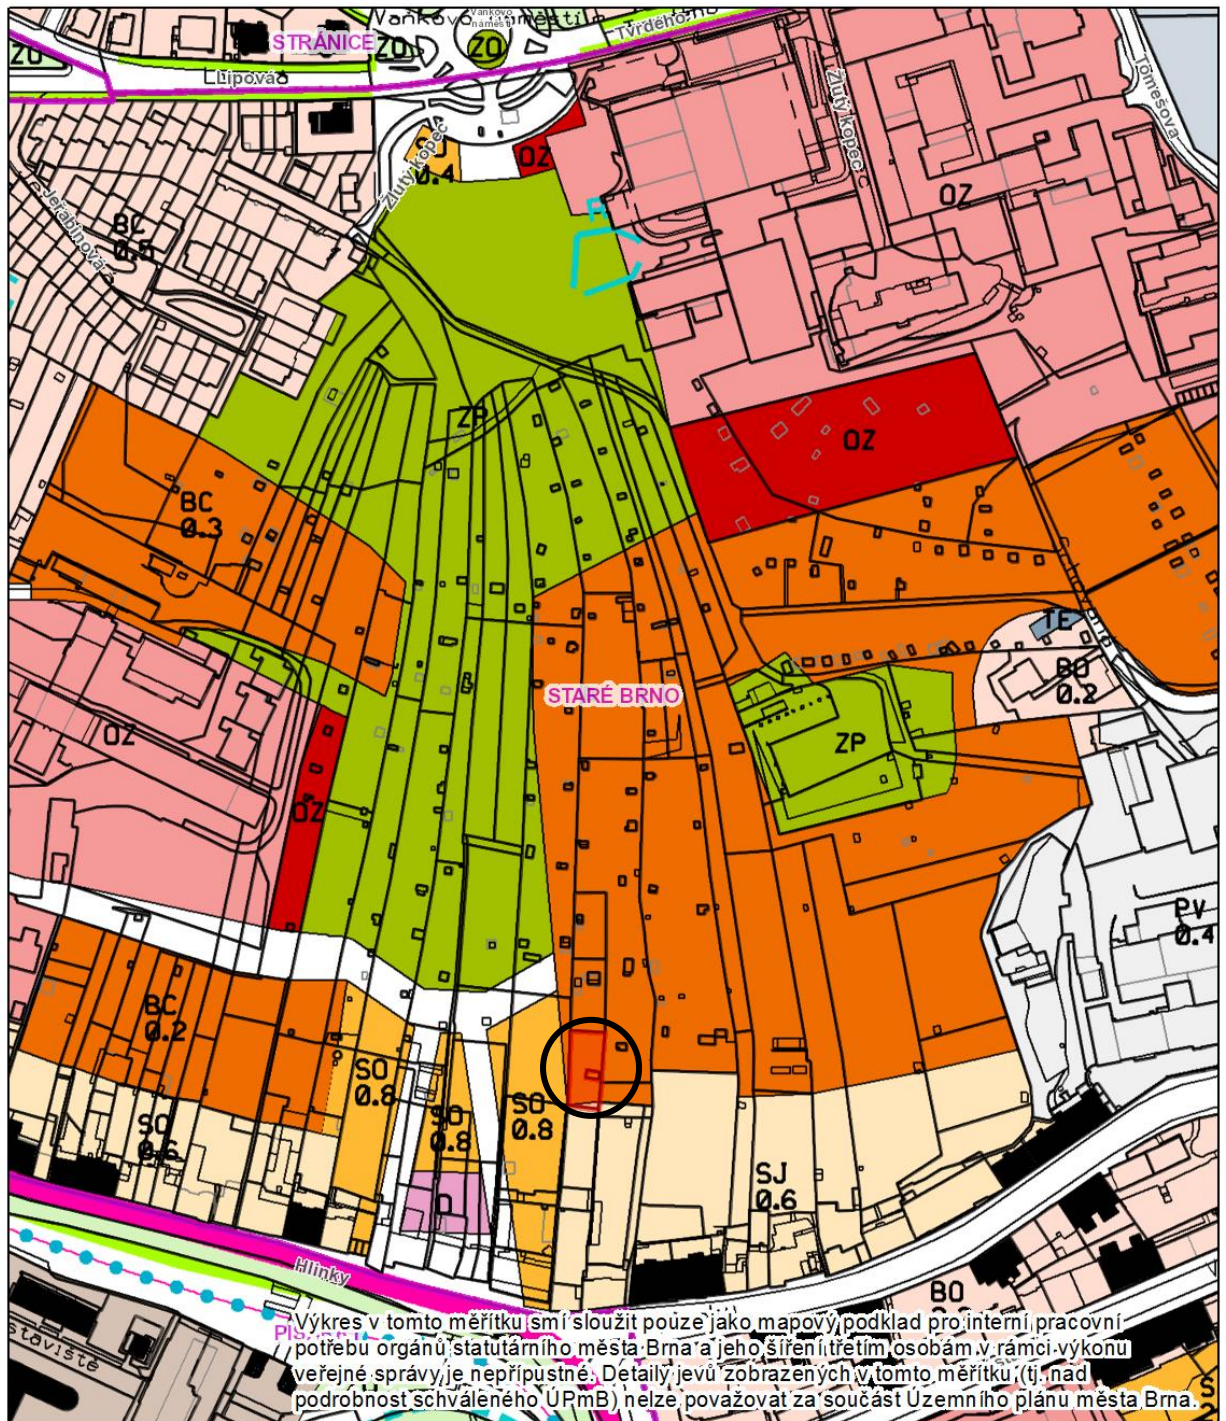 Vaňkovo náměstí
Vaňkovo
náměstí
Tvrdého
STRÁNICE
ZO
ZO
ZO
Lipová
Žlutý kopec
Tomešova
Žlutý kopec
0.4
OZ
R
OZ
Jeřabinová
BC
0.5
ZP
OZ
BC
0.3
TE
BO
0.2
STARÉ BRNO
OZ
ZP
OZ
PV
0.4
BC
0.2
SO
0.8
SO
0.8
SO
0.8
SO
0.6
SJ
0.6
Hlinky
BO
Výkres v tomto měřítku smí sloužit pouze jako mapový podklad pro interní pracovní
potřebu orgánů statutárního města Brna a jeho šíření třetím osobám v rámci výkonu
veřejné správy je nepřípustné. Detaily jevů zobrazených v tomto měřítku (tj. nad
podrobnost schváleného ÚPmB) nelze považovat za součást Územního plánu města Brna.